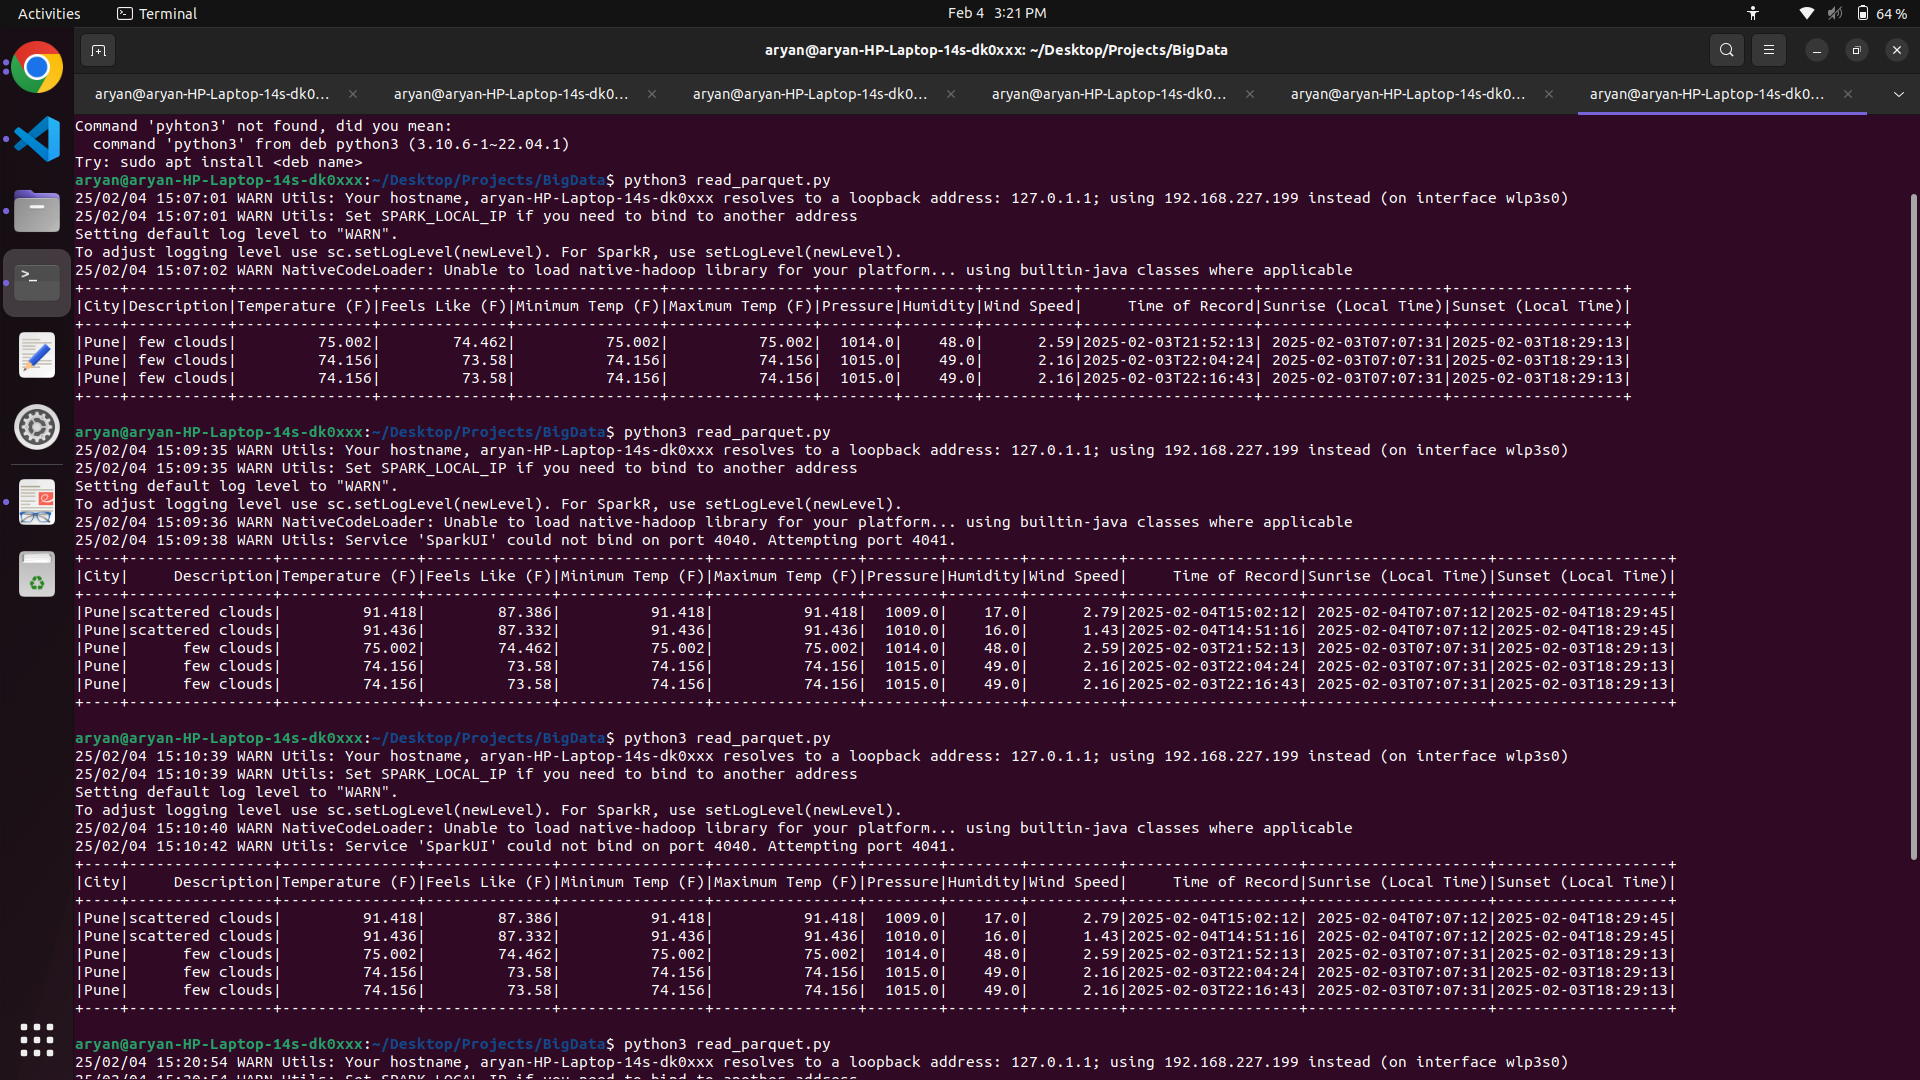 Activities
Terminal
Feb 4 3:21 PM
64 %
aryan@aryan-HP-Laptop-14s-dk0xxx: ~/Desktop/Projects/BigData
aryan@aryan-HP-Laptop-14s-dk0... × aryan@aryan-HP-Laptop-14s-dk0... × aryan@aryan-HP-Laptop-14s-dk0... × aryan@aryan-HP-Laptop-14s-dk0... × aryan@aryan-HP-Laptop-14s-dk0... × aryan@aryan-HP-Laptop-14s-dk0... ×
Command 'pyhton3' not found, did you mean:
  command 'python3' from deb python3 (3.10.6-1~22.04.1)
Try: sudo apt install <deb name>
aryan@aryan-HP-Laptop-14s-dk0xxx:~/Desktop/Projects/BigData$ python3 read_parquet.py
25/02/04 15:07:01 WARN Utils: Your hostname, aryan-HP-Laptop-14s-dk0xxx resolves to a loopback address: 127.0.1.1; using 192.168.227.199 instead (on interface wlp3s0)
25/02/04 15:07:01 WARN Utils: Set SPARK_LOCAL_IP if you need to bind to another address
Setting default log level to "WARN".
To adjust logging level use sc.setLogLevel(newLevel). For SparkR, use setLogLevel(newLevel).
25/02/04 15:07:02 WARN NativeCodeLoader: Unable to load native-hadoop library for your platform... using builtin-java classes where applicable
+----+-----------+---------------+--------------+----------------+----------------+--------+--------+----------+-------------------+--------------------+-------------------+
|City|Description|Temperature (F)|Feels Like (F)|Minimum Temp (F)|Maximum Temp (F)|Pressure|Humidity|Wind Speed|     Time of Record|Sunrise (Local Time)|Sunset (Local Time)|
+----+-----------+---------------+--------------+----------------+----------------+--------+--------+----------+-------------------+--------------------+-------------------+
|Pune| few clouds|         75.002|        74.462|          75.002|          75.002|  1014.0|    48.0|      2.59|2025-02-03T21:52:13| 2025-02-03T07:07:31|2025-02-03T18:29:13|
|Pune| few clouds|         74.156|         73.58|          74.156|          74.156|  1015.0|    49.0|      2.16|2025-02-03T22:04:24| 2025-02-03T07:07:31|2025-02-03T18:29:13|
|Pune| few clouds|         74.156|         73.58|          74.156|          74.156|  1015.0|    49.0|      2.16|2025-02-03T22:16:43| 2025-02-03T07:07:31|2025-02-03T18:29:13|
+----+-----------+---------------+--------------+----------------+----------------+--------+--------+----------+-------------------+--------------------+-------------------+
aryan@aryan-HP-Laptop-14s-dk0xxx:~/Desktop/Projects/BigData$ python3 read_parquet.py
25/02/04 15:09:35 WARN Utils: Your hostname, aryan-HP-Laptop-14s-dk0xxx resolves to a loopback address: 127.0.1.1; using 192.168.227.199 instead (on interface wlp3s0)
25/02/04 15:09:35 WARN Utils: Set SPARK_LOCAL_IP if you need to bind to another address
Setting default log level to "WARN".
To adjust logging level use sc.setLogLevel(newLevel). For SparkR, use setLogLevel(newLevel).
25/02/04 15:09:36 WARN NativeCodeLoader: Unable to load native-hadoop library for your platform... using builtin-java classes where applicable
25/02/04 15:09:38 WARN Utils: Service 'SparkUI' could not bind on port 4040. Attempting port 4041.
+----+----------------+---------------+--------------+----------------+----------------+--------+--------+----------+-------------------+--------------------+-------------------+
|City|     Description|Temperature (F)|Feels Like (F)|Minimum Temp (F)|Maximum Temp (F)|Pressure|Humidity|Wind Speed|     Time of Record|Sunrise (Local Time)|Sunset (Local Time)|
+----+----------------+---------------+--------------+----------------+----------------+--------+--------+----------+-------------------+--------------------+-------------------+
|Pune|scattered clouds|         91.418|        87.386|          91.418|          91.418|  1009.0|    17.0|      2.79|2025-02-04T15:02:12| 2025-02-04T07:07:12|2025-02-04T18:29:45|
|Pune|scattered clouds|         91.436|        87.332|          91.436|          91.436|  1010.0|    16.0|      1.43|2025-02-04T14:51:16| 2025-02-04T07:07:12|2025-02-04T18:29:45|
|Pune|      few clouds|         75.002|        74.462|          75.002|          75.002|  1014.0|    48.0|      2.59|2025-02-03T21:52:13| 2025-02-03T07:07:31|2025-02-03T18:29:13|
|Pune|      few clouds|         74.156|         73.58|          74.156|          74.156|  1015.0|    49.0|      2.16|2025-02-03T22:04:24| 2025-02-03T07:07:31|2025-02-03T18:29:13|
|Pune|      few clouds|         74.156|         73.58|          74.156|          74.156|  1015.0|    49.0|      2.16|2025-02-03T22:16:43| 2025-02-03T07:07:31|2025-02-03T18:29:13|
+----+----------------+---------------+--------------+----------------+----------------+--------+--------+----------+-------------------+--------------------+-------------------+
aryan@aryan-HP-Laptop-14s-dk0xxx:~/Desktop/Projects/BigData$ python3 read_parquet.py
25/02/04 15:10:39 WARN Utils: Your hostname, aryan-HP-Laptop-14s-dk0xxx resolves to a loopback address: 127.0.1.1; using 192.168.227.199 instead (on interface wlp3s0)
25/02/04 15:10:39 WARN Utils: Set SPARK_LOCAL_IP if you need to bind to another address
Setting default log level to "WARN".
To adjust logging level use sc.setLogLevel(newLevel). For SparkR, use setLogLevel(newLevel).
25/02/04 15:10:40 WARN NativeCodeLoader: Unable to load native-hadoop library for your platform... using builtin-java classes where applicable
25/02/04 15:10:42 WARN Utils: Service 'SparkUI' could not bind on port 4040. Attempting port 4041.
+----+----------------+---------------+--------------+----------------+----------------+--------+--------+----------+-------------------+--------------------+-------------------+
|City|     Description|Temperature (F)|Feels Like (F)|Minimum Temp (F)|Maximum Temp (F)|Pressure|Humidity|Wind Speed|     Time of Record|Sunrise (Local Time)|Sunset (Local Time)|
+----+----------------+---------------+--------------+----------------+----------------+--------+--------+----------+-------------------+--------------------+-------------------+
|Pune|scattered clouds|         91.418|        87.386|          91.418|          91.418|  1009.0|    17.0|      2.79|2025-02-04T15:02:12| 2025-02-04T07:07:12|2025-02-04T18:29:45|
|Pune|scattered clouds|         91.436|        87.332|          91.436|          91.436|  1010.0|    16.0|      1.43|2025-02-04T14:51:16| 2025-02-04T07:07:12|2025-02-04T18:29:45|
|Pune|      few clouds|         75.002|        74.462|          75.002|          75.002|  1014.0|    48.0|      2.59|2025-02-03T21:52:13| 2025-02-03T07:07:31|2025-02-03T18:29:13|
|Pune|      few clouds|         74.156|         73.58|          74.156|          74.156|  1015.0|    49.0|      2.16|2025-02-03T22:04:24| 2025-02-03T07:07:31|2025-02-03T18:29:13|
|Pune|      few clouds|         74.156|         73.58|          74.156|          74.156|  1015.0|    49.0|      2.16|2025-02-03T22:16:43| 2025-02-03T07:07:31|2025-02-03T18:29:13|
+----+----------------+---------------+--------------+----------------+----------------+--------+--------+----------+-------------------+--------------------+-------------------+
aryan@aryan-HP-Laptop-14s-dk0xxx:~/Desktop/Projects/BigData$ python3 read_parquet.py
25/02/04 15:20:54 WARN Utils: Your hostname, aryan-HP-Laptop-14s-dk0xxx resolves to a loopback address: 127.0.1.1; using 192.168.227.199 instead (on interface wlp3s0)
25/02/04 15:20:54 WARN Utils: Set SPARK_LOCAL_IP if you need to bind to another address